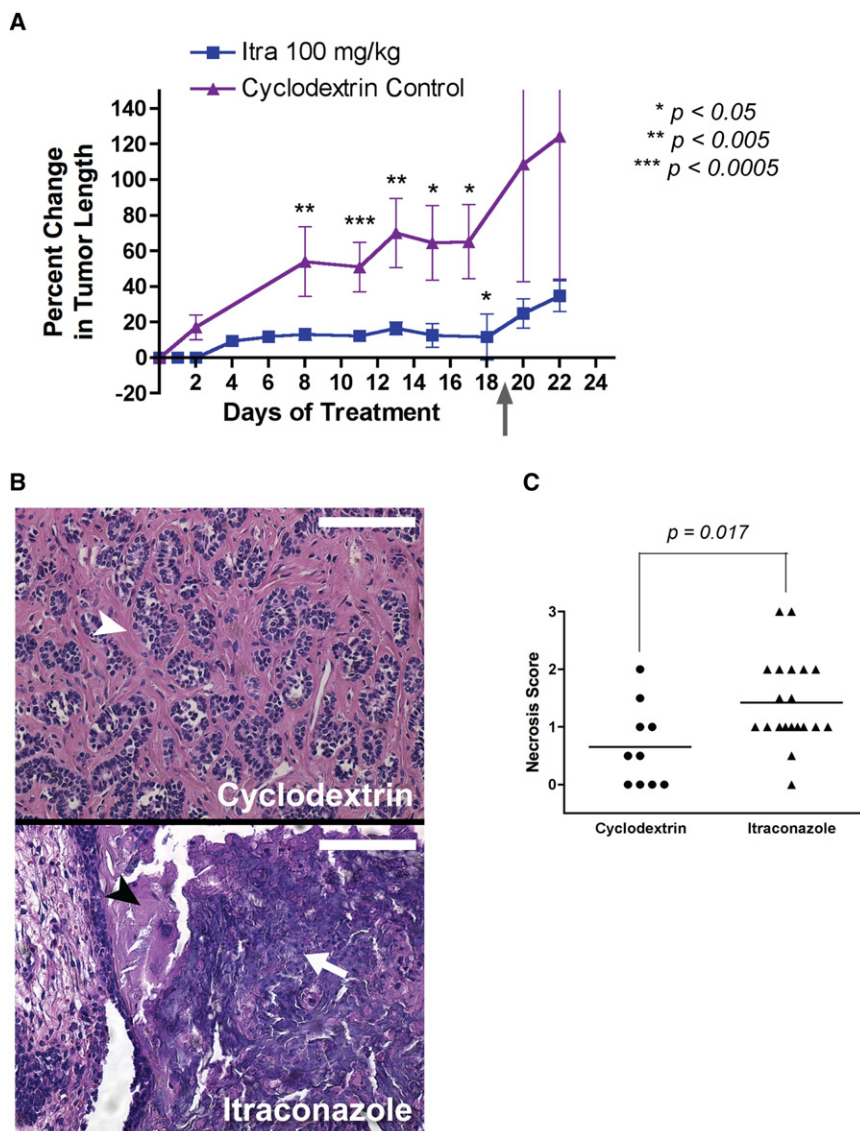 A
Itra 100 mg/kg
Cyclodextrin Control
* p < 0.05
** p < 0.005
*** p < 0.0005
Percent Change
in Tumor Length
140
120
100
80
60
40
20
0
-20
** *** ** * * *
2 4 6 8 10 12 14 16 18 20 22 24
Days of Treatment
B
Cyclodextrin
Itraconazole
C
p = 0.017
Necrosis Score
3
2
1
0
Cyclodextrin Itraconazole